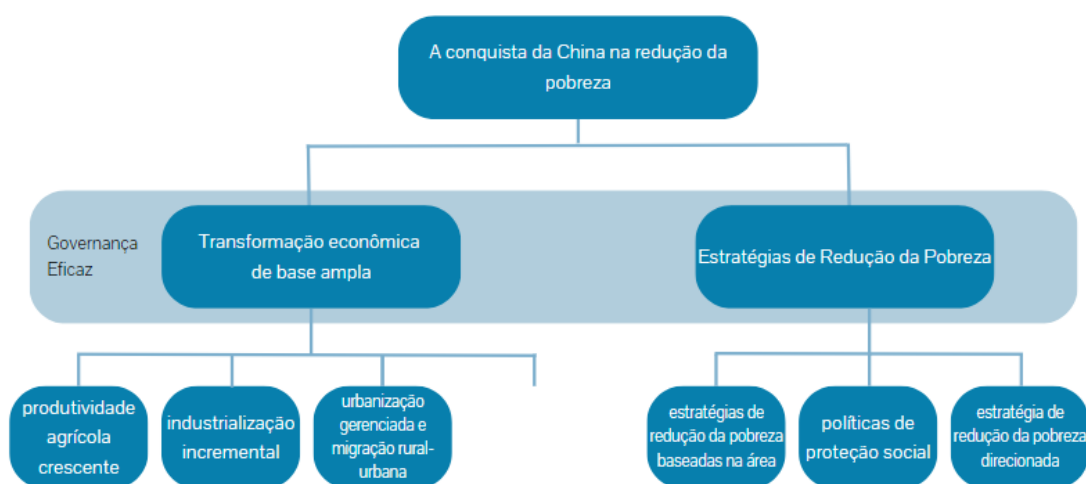 A conquista da China na redução da
pobreza
Governança
Eficaz
Transformação econômica
de base ampla
Estratégias de Redução da Pobreza
produtividade
agrícola
crescente
industrialização
incremental
urbanização
gerenciada e
migração rural-
urbana
estratégias de
redução da pobreza
baseadas na área
políticas de
proteção social
estratégia de
redução da pobreza
direcionada